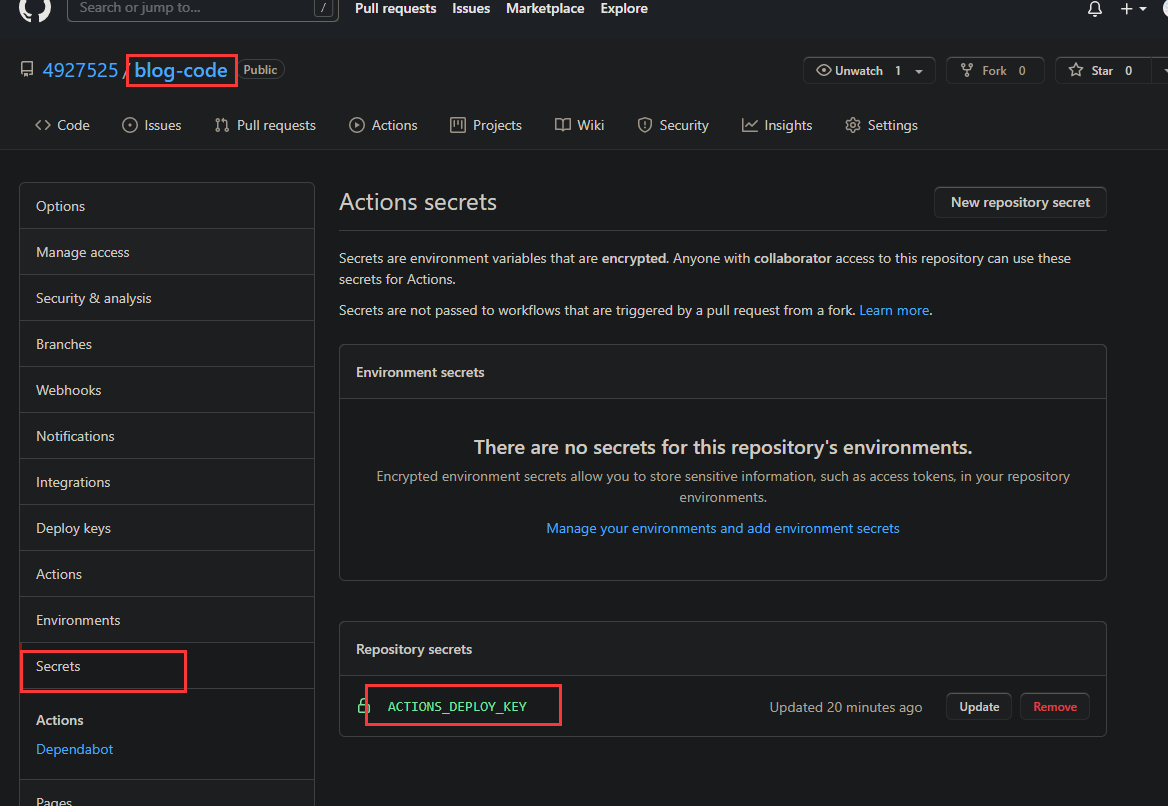 Search or jump to... / Pull requests Issues Marketplace Explore
4927525 / blog-code Public Unwatch 1 Fork 0 Star 0
Code Issues Pull requests Actions Projects Wiki Security Insights Settings
Options
Manage access
Security & analysis
Branches
Webhooks
Notifications
Integrations
Deploy keys
Actions
Environments
Secrets
Actions
Dependabot
Pages
Actions secrets New repository secret
Secrets are environment variables that are encrypted. Anyone with collaborator access to this repository can use these
secrets for Actions.
Secrets are not passed to workflows that are triggered by a pull request from a fork. Learn more.
Environment secrets
There are no secrets for this repository's environments.
Encrypted environment secrets allow you to store sensitive information, such as access tokens, in your repository
environments.
Manage your environments and add environment secrets
Repository secrets
ACTIONS_DEPLOY_KEY Updated 20 minutes ago Update Remove